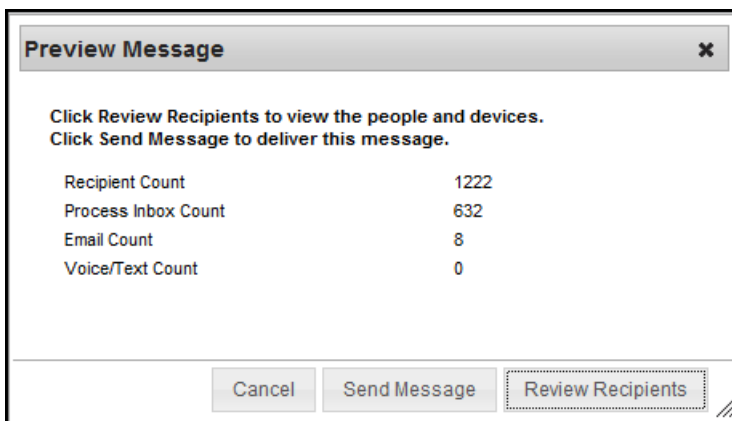 Preview Message
Click Review Recipients to view the people and devices.
Click Send Message to deliver this message.
Recipient Count 1222
Process Inbox Count 632
Email Count 8
Voice/Text Count 0
Cancel Send Message Review Recipients